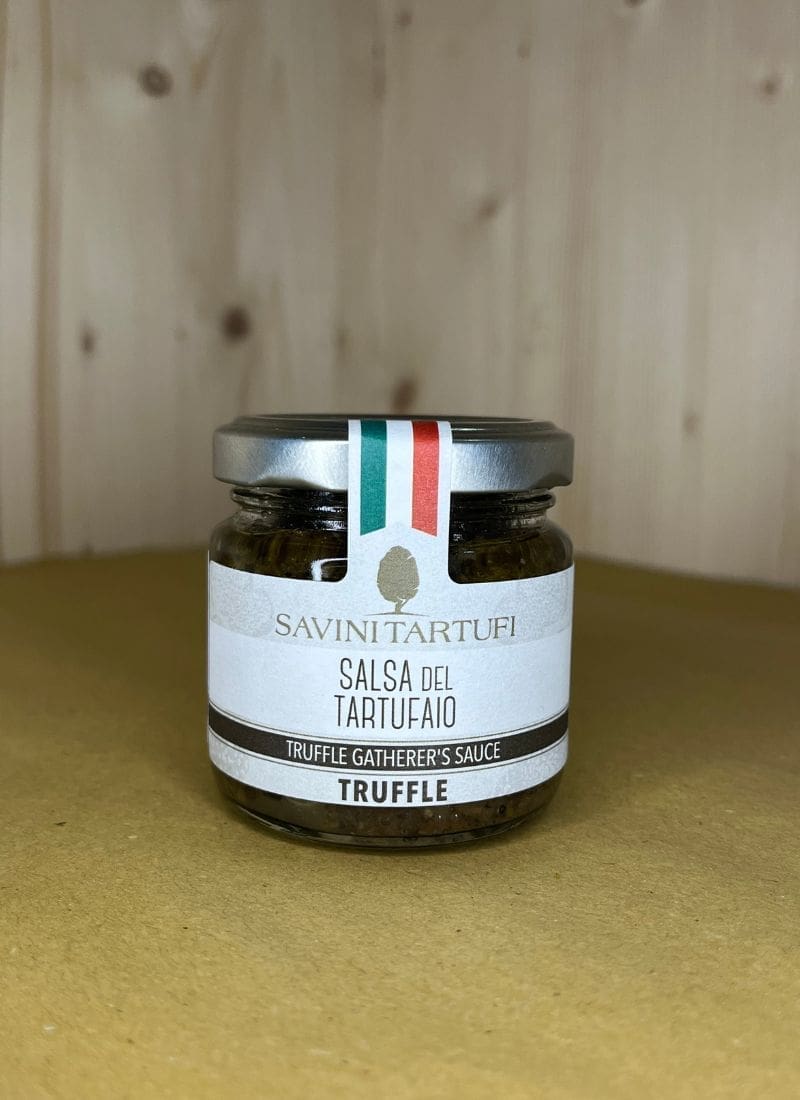 SAVINI TARTUFI
SALSA DEL
TARTUFAIO
TRUFFLE GATHERER'S SAUCE
TRUFFLE